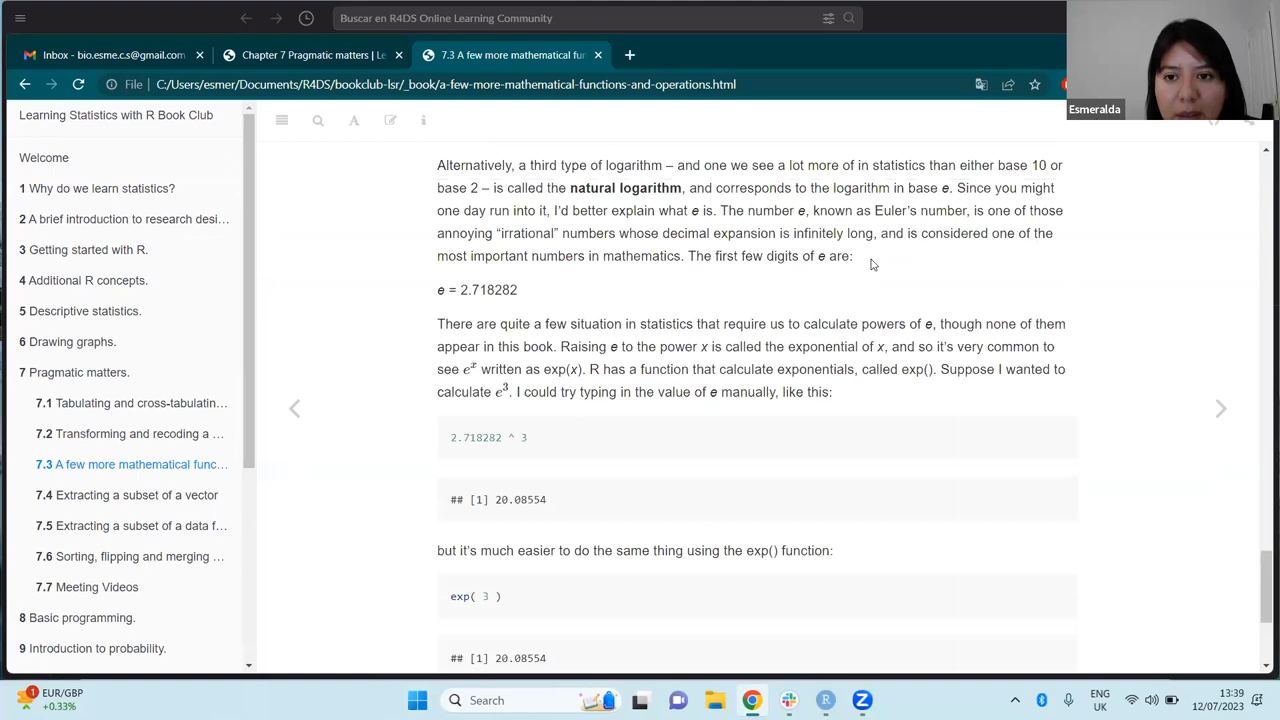 Buscar en R4DS Online Learning Community
Inbox - bio.esme.c.s@gmail.com
Chapter 7 Pragmatic matters | Le
7.3 A few more mathematical fun
File
C:/Users/esmer/Documents/R4DS/bookclub-lsr/_book/a-few-more-mathematical-functions-and-operations.html
Esmeralda
Learning Statistics with R Book Club
Welcome
1 Why do we learn statistics?
2 A brief introduction to research desi...
3 Getting started with R.
4 Additional R concepts.
5 Descriptive statistics.
6 Drawing graphs.
7 Pragmatic matters.
7.1 Tabulating and cross-tabulatin...
7.2 Transforming and recoding a ...
7.3 A few more mathematical func...
7.4 Extracting a subset of a vector
7.5 Extracting a subset of a data f...
7.6 Sorting, flipping and merging ...
7.7 Meeting Videos
8 Basic programming.
9 Introduction to probability.
Alternatively, a third type of logarithm – and one we see a lot more of in statistics than either base 10 or
base 2 – is called the natural logarithm, and corresponds to the logarithm in base e. Since you might
one day run into it, I'd better explain what e is. The number e, known as Euler's number, is one of those
annoying “irrational” numbers whose decimal expansion is infinitely long, and is considered one of the
most important numbers in mathematics. The first few digits of e are:
e = 2.718282
There are quite a few situation in statistics that require us to calculate powers of e, though none of them
appear in this book. Raising e to the power x is called the exponential of x, and so it's very common to
see e^x written as exp(x). R has a function that calculate exponentials, called exp(). Suppose I wanted to
calculate e^3. I could try typing in the value of e manually, like this:
2.718282 ^ 3
## [1] 20.08554
but it's much easier to do the same thing using the exp() function:
exp( 3 )
## [1] 20.08554
1
EUR/GBP
+0.33%
Search
ENG
UK
13:39
12/07/2023